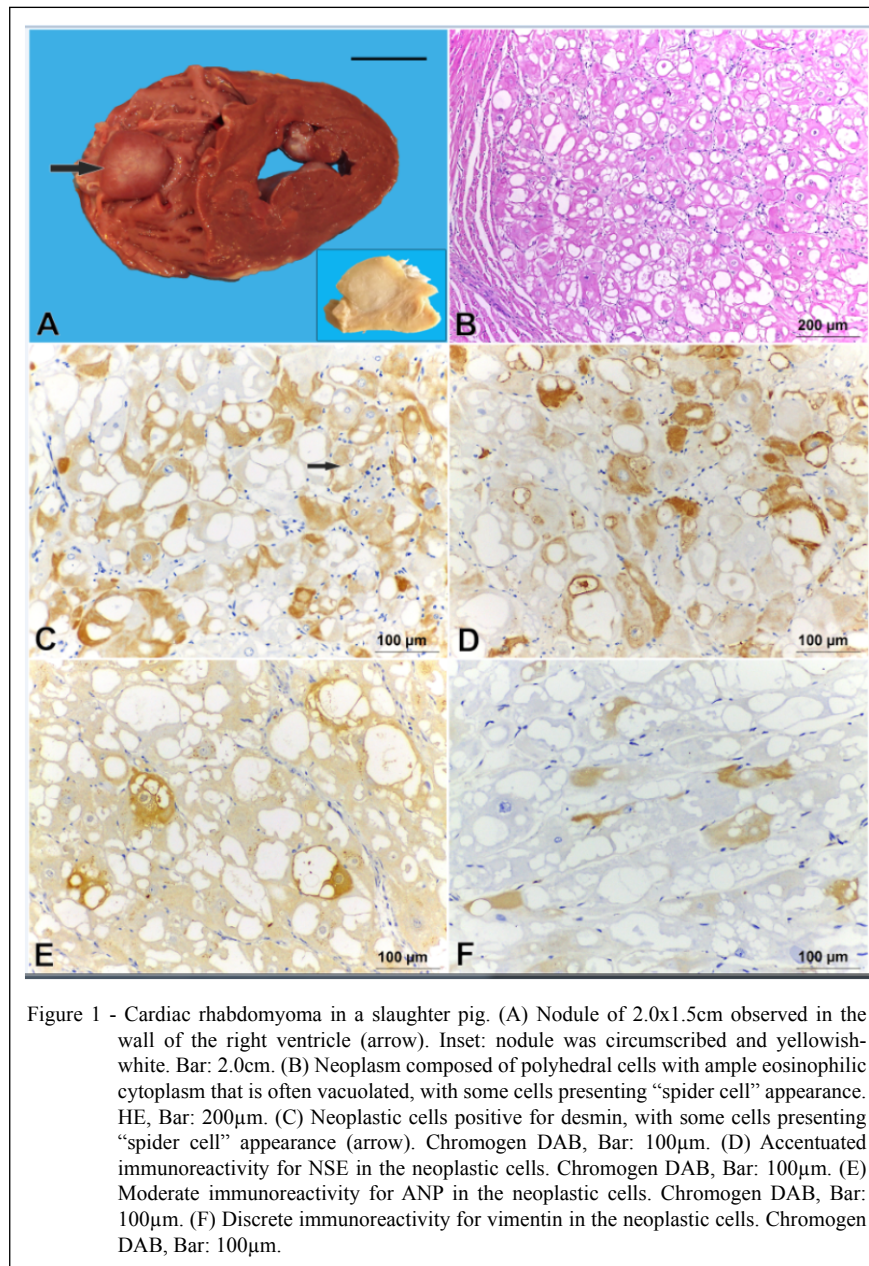 A
B
200 µm
C
100 µm
D
100 µm
E
100 µm
F
100 µm
Figure 1 - Cardiac rhabdomyoma in a slaughter pig. (A) Nodule of 2.0x1.5cm observed in the
wall of the right ventricle (arrow). Inset: nodule was circumscribed and yellowish-
white. Bar: 2.0cm. (B) Neoplasm composed of polyhedral cells with ample eosinophilic
cytoplasm that is often vacuolated, with some cells presenting “spider cell” appearance.
HE, Bar: 200µm. (C) Neoplastic cells positive for desmin, with some cells presenting
“spider cell” appearance (arrow). Chromogen DAB, Bar: 100µm. (D) Accentuated
immunoreactivity for NSE in the neoplastic cells. Chromogen DAB, Bar: 100µm. (E)
Moderate immunoreactivity for ANP in the neoplastic cells. Chromogen DAB, Bar:
100µm. (F) Discrete immunoreactivity for vimentin in the neoplastic cells. Chromogen
DAB, Bar: 100µm.